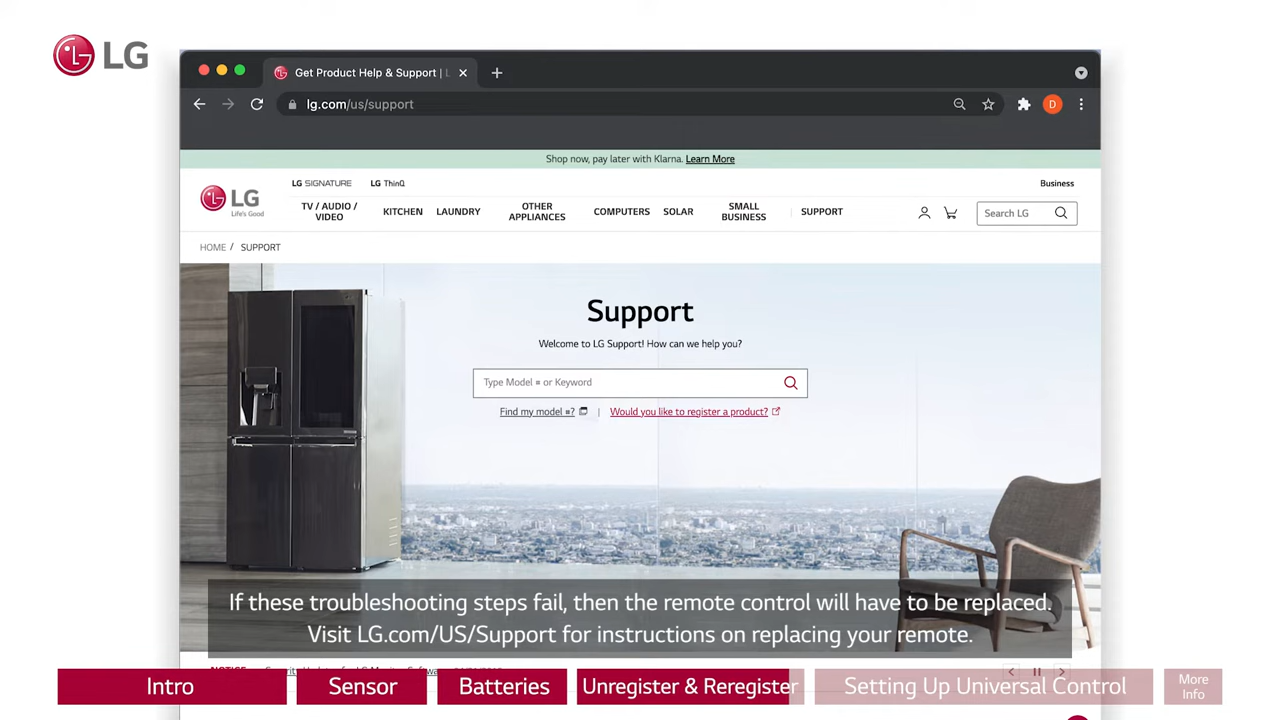 LG
Get Product Help & Support |
lg.com/us/support
D
Shop now, pay later with Klarna. Learn More
LG SIGNATURE LG ThinQ
Business
LG
Life's Good
TV / AUDIO /
VIDEO
KITCHEN
LAUNDRY
OTHER
APPLIANCES
COMPUTERS
SOLAR
SMALL
BUSINESS
SUPPORT
Search LG
HOME / SUPPORT
Support
Welcome to LG Support! How can we help you?
Type Model # or Keyword
Find my model #? | Would you like to register a product?
If these troubleshooting steps fail, then the remote control will have to be replaced.
Visit LG.com/US/Support for instructions on replacing your remote.
Intro
Sensor
Batteries
Unregister & Reregister
Setting Up Universal Control
More
Info